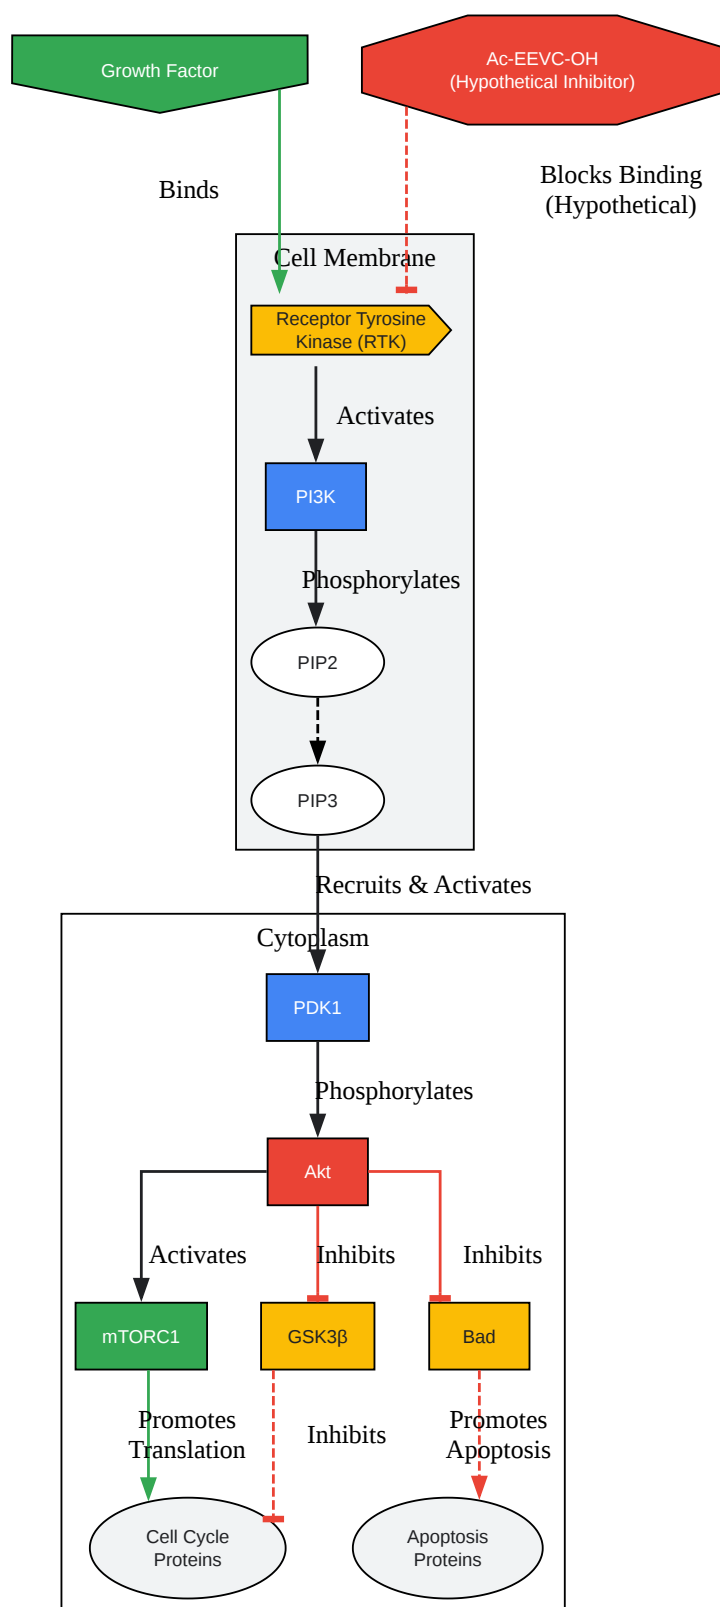 Growth Factor
Ac-EEVC-OH
(Hypothetical Inhibitor)
Binds
Blocks Binding
(Hypothetical)
Cell Membrane
Receptor Tyrosine
Kinase (RTK)
Activates
PI3K
Phosphorylates
PIP2
PIP3
Recruits & Activates
Cytoplasm
PDK1
Phosphorylates
Akt
Activates
Inhibits
Inhibits
mTORC1
GSK3β
Bad
Promotes
Translation
Inhibits
Promotes
Apoptosis
Cell Cycle
Proteins
Apoptosis
Proteins